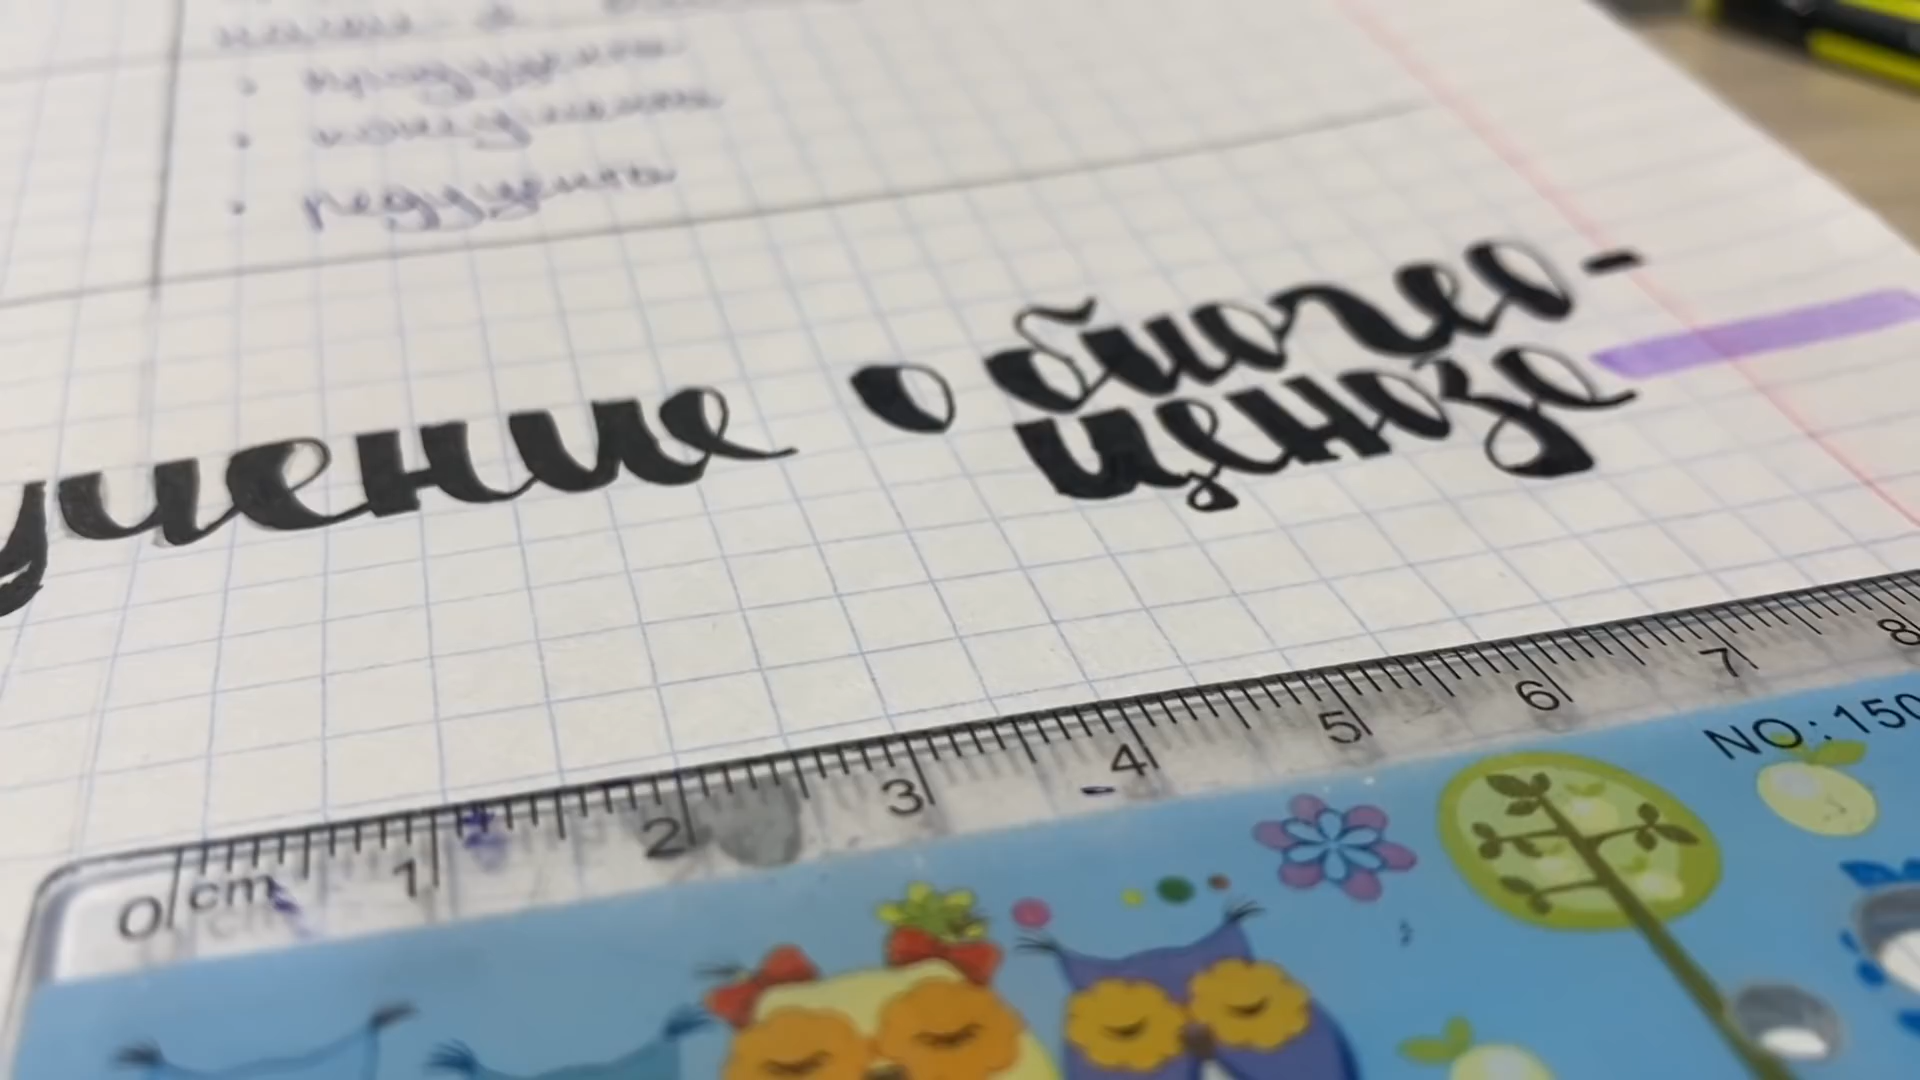 • продуценты
• консументы
• редуценты
учение о биогео-
ценозе
0 cm 1 2 3 4 5 6 7 8
NO.: 150